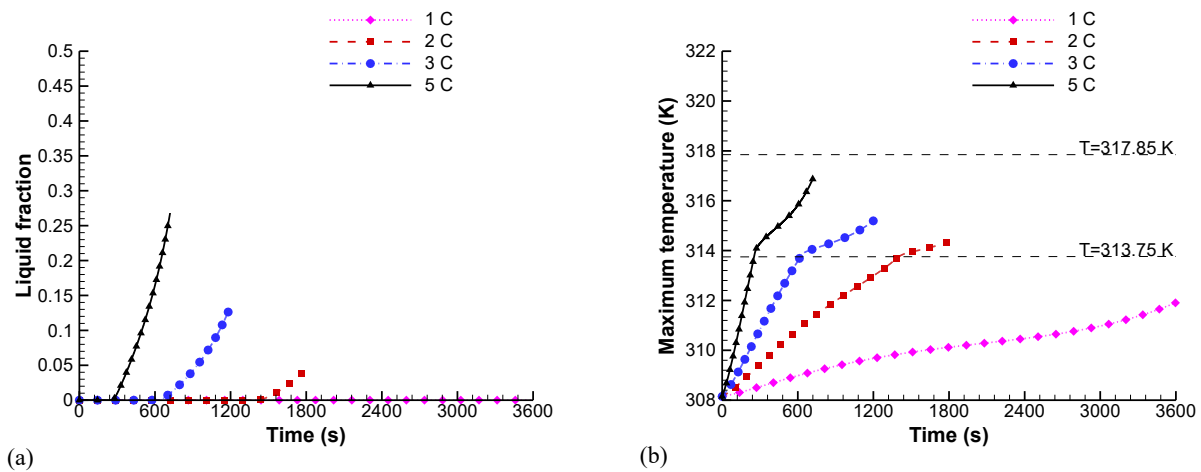 1 C
2 C
3 C
5 C
0.5
0.45
0.4
0.35
0.3
0.25
0.2
0.15
0.1
0.05
0
Liquid fraction
0 600 1200 1800 2400 3000 3600
Time (s)
(a)
1 C
2 C
3 C
5 C
322
320
318
316
314
312
310
308
Maximum temperature (K)
T=317.85 K
T=313.75 K
0 600 1200 1800 2400 3000 3600
Time (s)
(b)